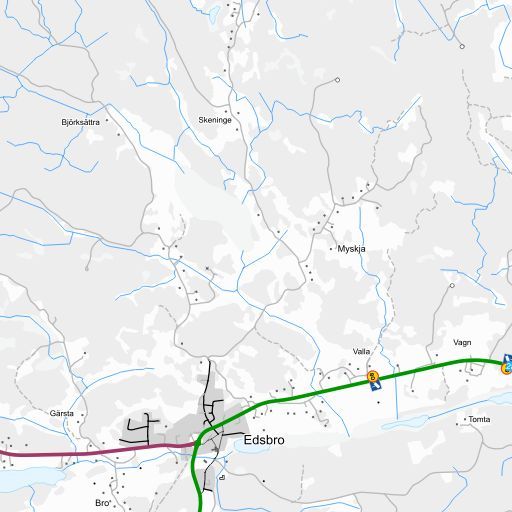 Skeninge
Björksättra
Myskja
Valla
Vagn
Gärsta
Tomta
Edsbro
Bro